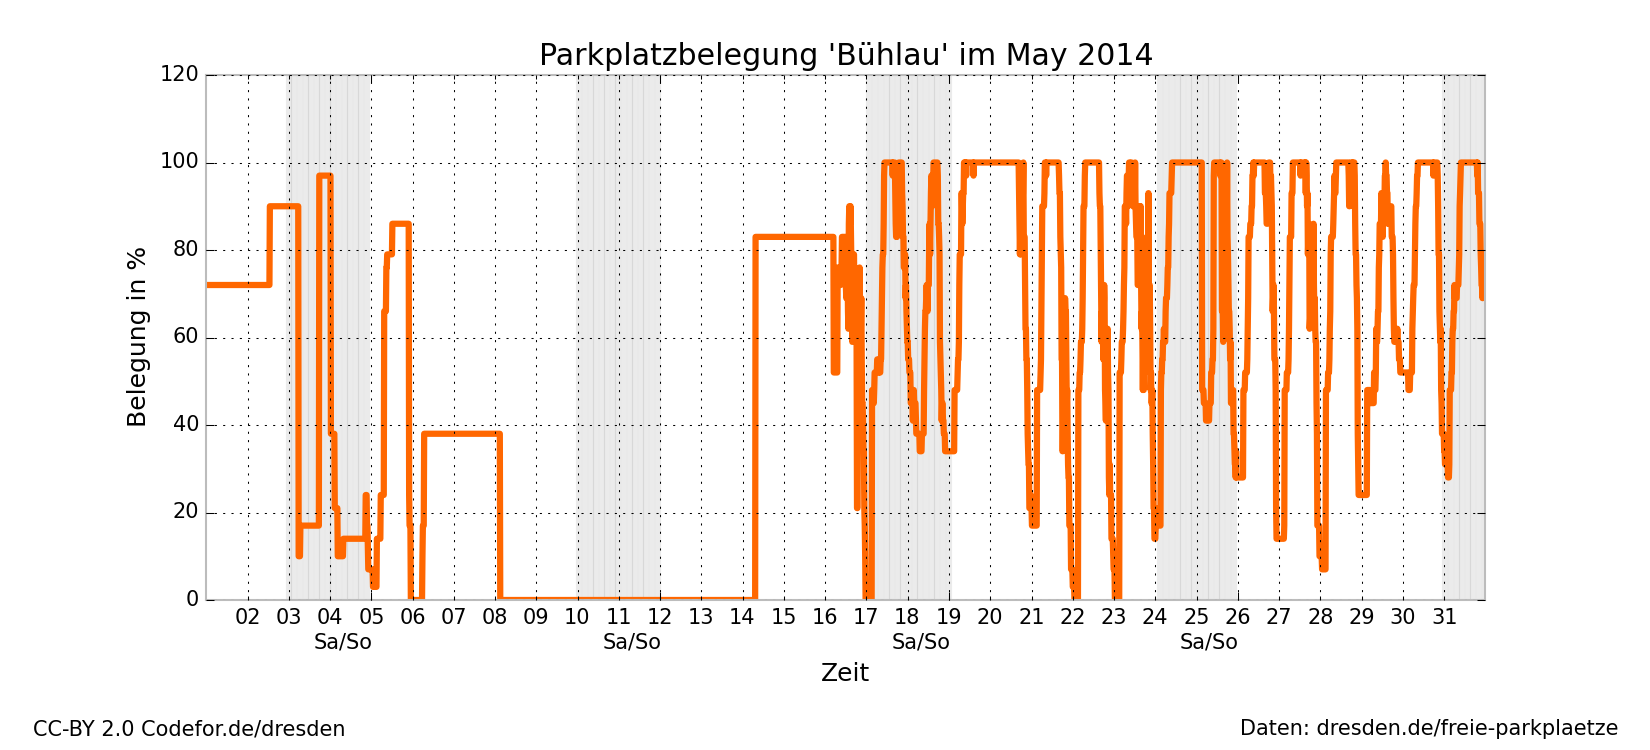 Parkplatzbelegung 'Bühlau' im May 2014
120
100
80
60
40
20
0
Belegung in %
02 03 04 05 06 07 08 09 10 11 12 13 14 15 16 17 18 19 20 21 22 23 24 25 26 27 28 29 30 31
Sa/So Sa/So Sa/So Sa/So
Zeit
CC-BY 2.0 Codefor.de/dresden
Daten: dresden.de/freie-parkplaetze